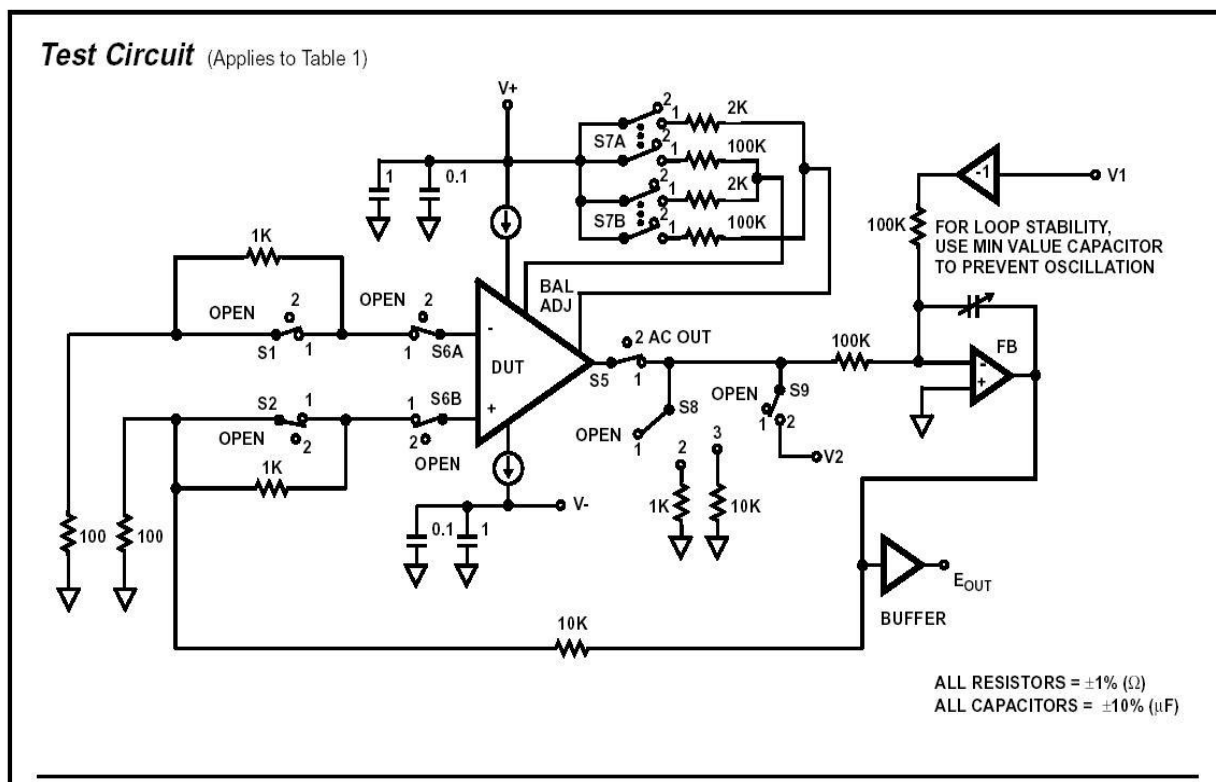 Test Circuit (Applies to Table 1)
V+
2
1
2K
S7A
2
1
100K
2
1
2K
S7B
2
1
100K
1
0.1
-1
V1
100K
FOR LOOP STABILITY,
USE MIN VALUE CAPACITOR
TO PREVENT OSCILLATION
1K
OPEN
2
S1
1
OPEN
2
1
S6A
-
DUT
+
BAL
ADJ
S5
2 AC OUT
1
100K
-
+
FB
S2
1
OPEN
2
1K
1
S6B
2
OPEN
S8
OPEN
1
2
3
1K
10K
OPEN
S9
1
2
V2
V-
0.1
1
100
100
10K
BUFFER
EOUT
ALL RESISTORS = ±1% (Ω)
ALL CAPACITORS = ±10% (µF)